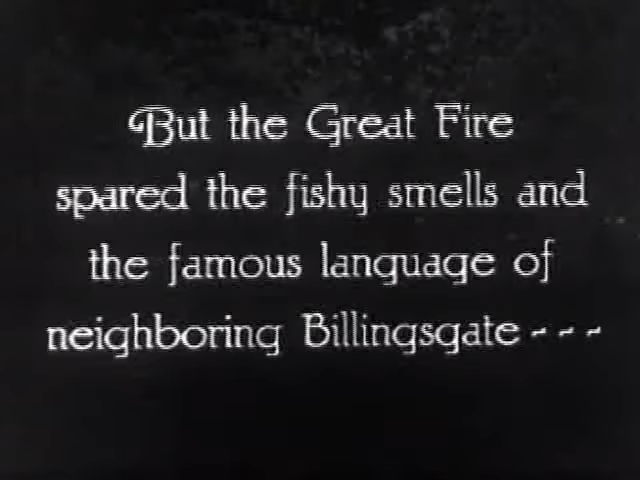 But the Great Fire
spared the fishy smells and
the famous language of
neighboring Billingsgate - - -